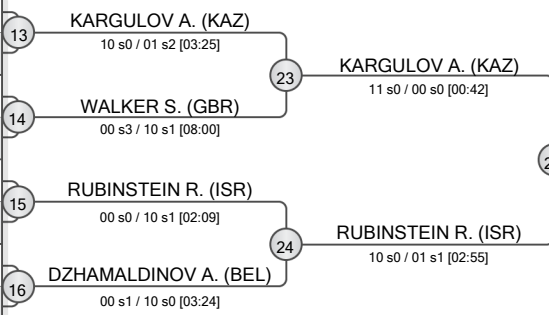 13
KARGULOV A. (KAZ)
10 s0 / 01 s2 [03:25]
23
KARGULOV A. (KAZ)
11 s0 / 00 s0 [00:42]
14
WALKER S. (GBR)
00 s3 / 10 s1 [08:00]
15
RUBINSTEIN R. (ISR)
00 s0 / 10 s1 [02:09]
24
RUBINSTEIN R. (ISR)
10 s0 / 01 s1 [02:55]
16
DZHAMALDINOV A. (BEL)
00 s1 / 10 s0 [03:24]